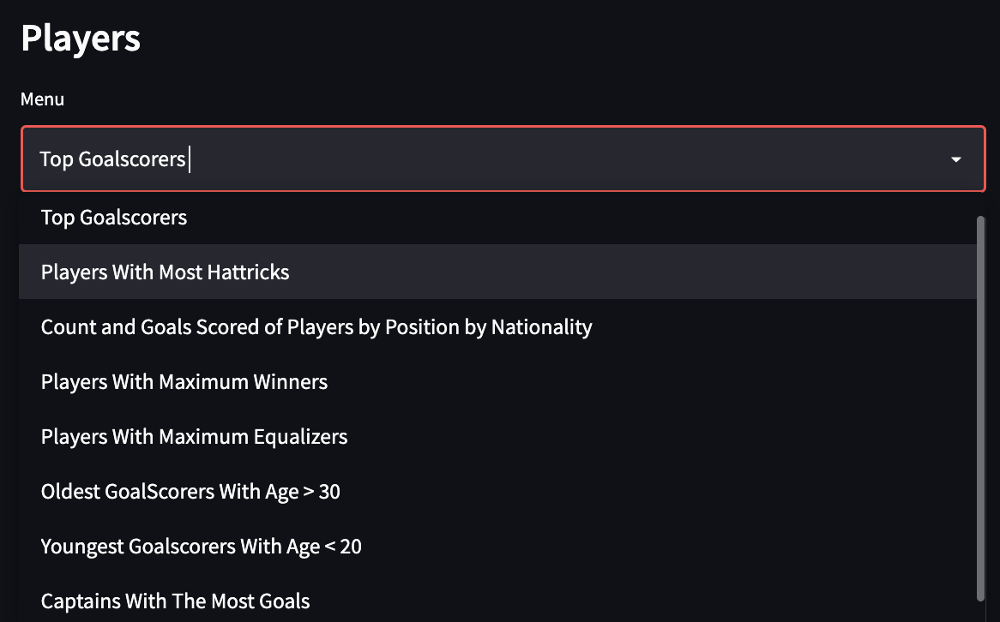 Players
Menu
Top Goalscorers
Top Goalscorers
Players With Most Hattricks
Count and Goals Scored of Players by Position by Nationality
Players With Maximum Winners
Players With Maximum Equalizers
Oldest GoalScorers With Age > 30
Youngest Goalscorers With Age < 20
Captains With The Most Goals